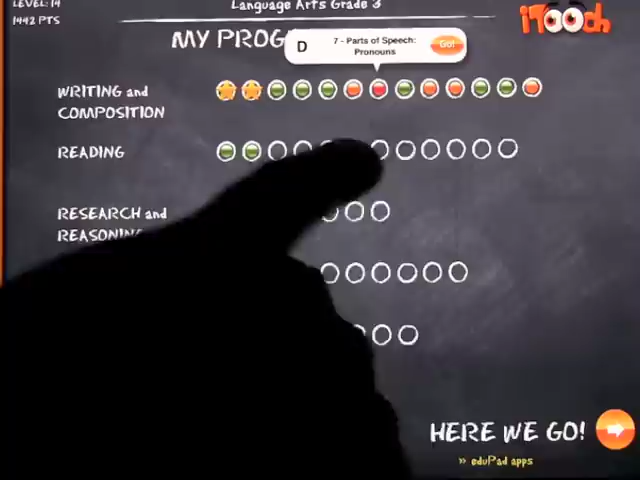 LEVEL: 14
Language Arts Grade 3
1442 PTS
iTooch
MY PROG
D
7 - Parts of Speech:
Pronouns
Go!
WRITING and
COMPOSITION
READING
RESEARCH and
REASONING
HERE WE GO!
» eduPad apps